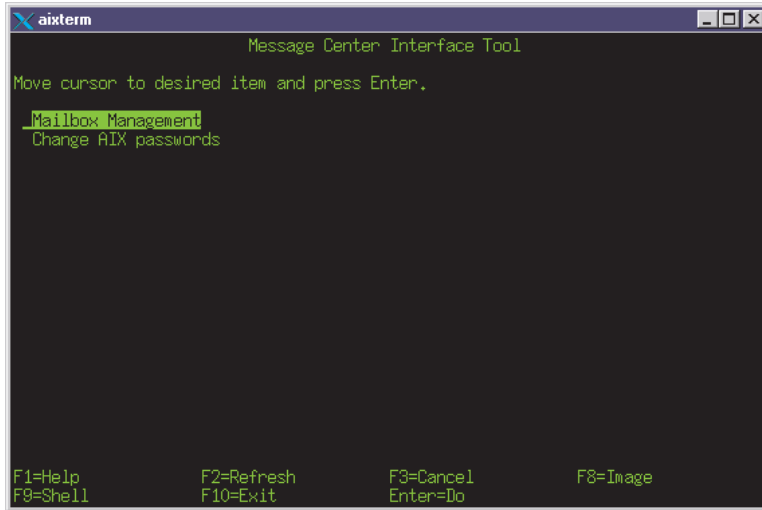 aixterm
Message Center Interface Tool
Move cursor to desired item and press Enter.
Mailbox Management
Change AIX passwords
F1=Help F2=Refresh F3=Cancel F8=Image
F9=Shell F10=Exit Enter=Do